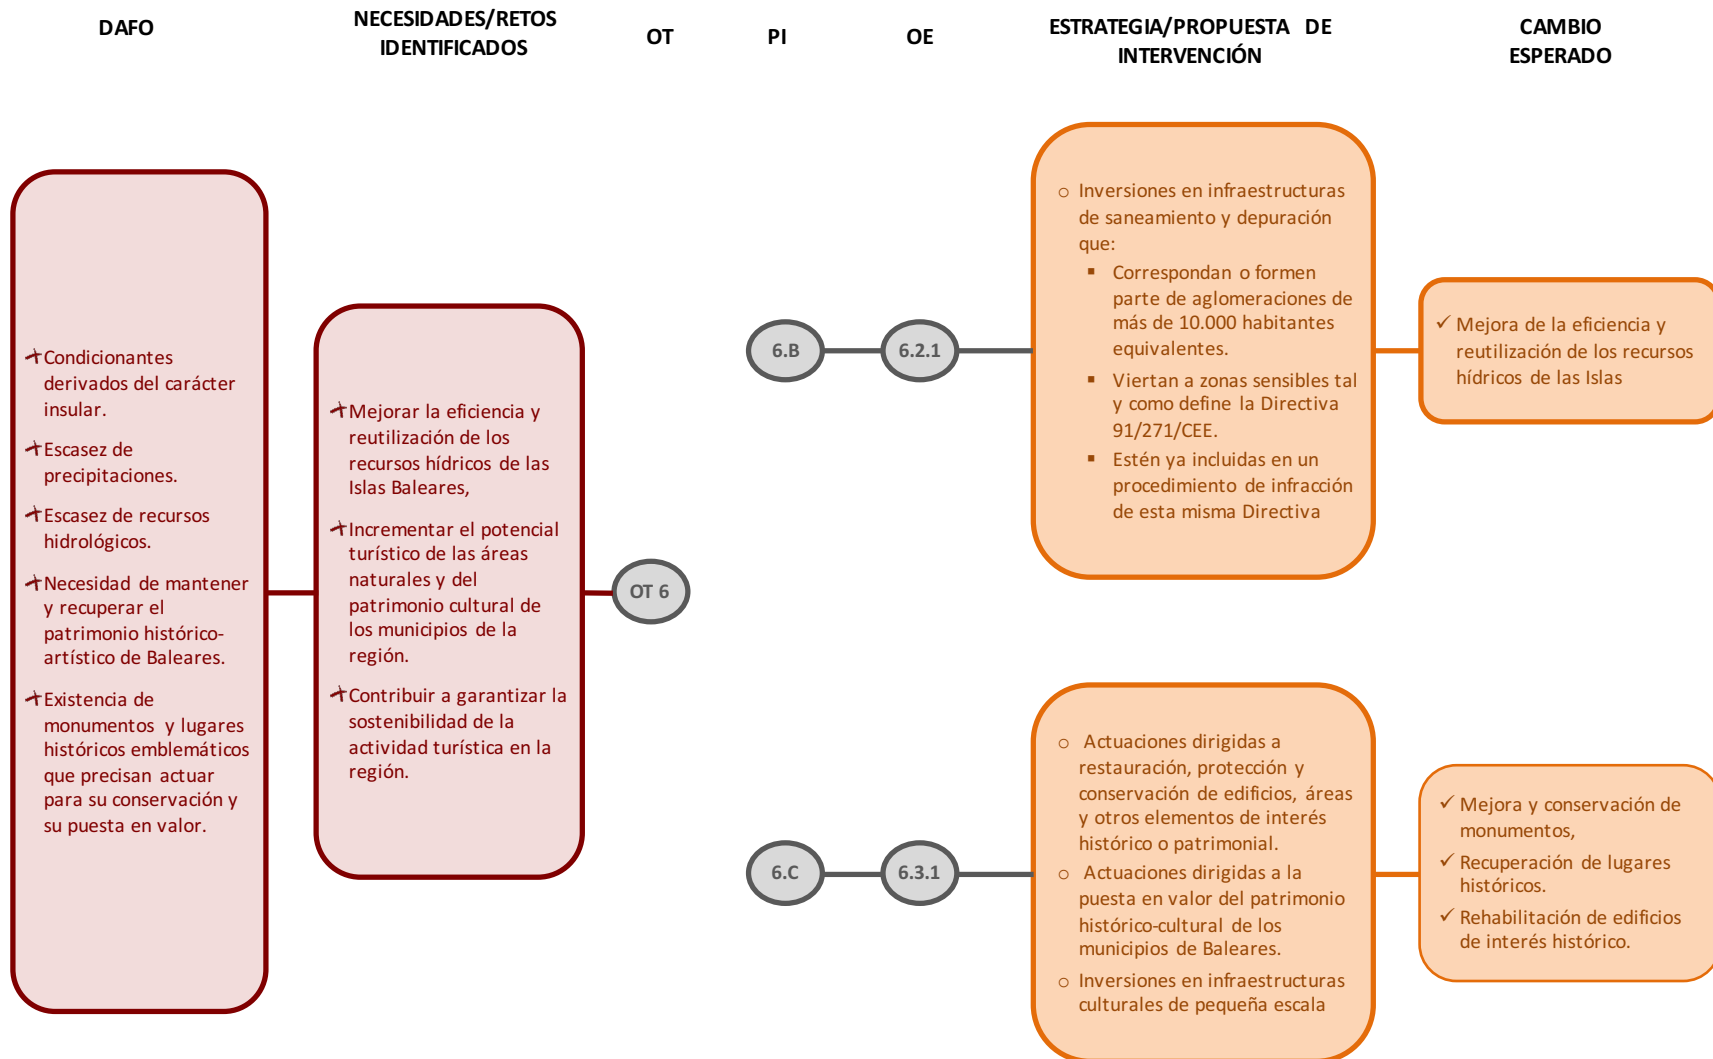 DAFO
NECESIDADES/RETOS
IDENTIFICADOS
OT
PI
OE
ESTRATEGIA/PROPUESTA DE
INTERVENCIÓN
CAMBIO
ESPERADO
Condicionantes
derivados del carácter
insular.
Escasez de
precipitaciones.
Escasez de recursos
hidrológicos.
Necesidad de mantener
y recuperar el
patrimonio histórico-
artístico de Baleares.
Existencia de
monumentos y lugares
históricos emblemáticos
que precisan actuar
para su conservación y
su puesta en valor.
Mejorar la eficiencia y
reutilización de los
recursos hídricos de las
Islas Baleares,
Incrementar el potencial
turístico de las áreas
naturales y del
patrimonio cultural de
los municipios de la
región.
Contribuir a garantizar la
sostenibilidad de la
actividad turística en la
región.
OT 6
6.B
6.2.1
o Inversiones en infraestructuras
de saneamiento y depuración
que:
▪ Correspondan o formen
parte de aglomeraciones de
más de 10.000 habitantes
equivalentes.
▪ Viertan a zonas sensibles tal
y como define la Directiva
91/271/CEE.
▪ Estén ya incluidas en un
procedimiento de infracción
de esta misma Directiva
✓ Mejora de la eficiencia y
reutilización de los recursos
hídricos de las Islas
6.C
6.3.1
o Actuaciones dirigidas a
restauración, protección y
conservación de edificios, áreas
y otros elementos de interés
histórico o patrimonial.
o Actuaciones dirigidas a la
puesta en valor del patrimonio
histórico-cultural de los
municipios de Baleares.
o Inversiones en infraestructuras
culturales de pequeña escala
✓ Mejora y conservación de
monumentos,
✓ Recuperación de lugares
históricos.
✓ Rehabilitación de edificios
de interés histórico.